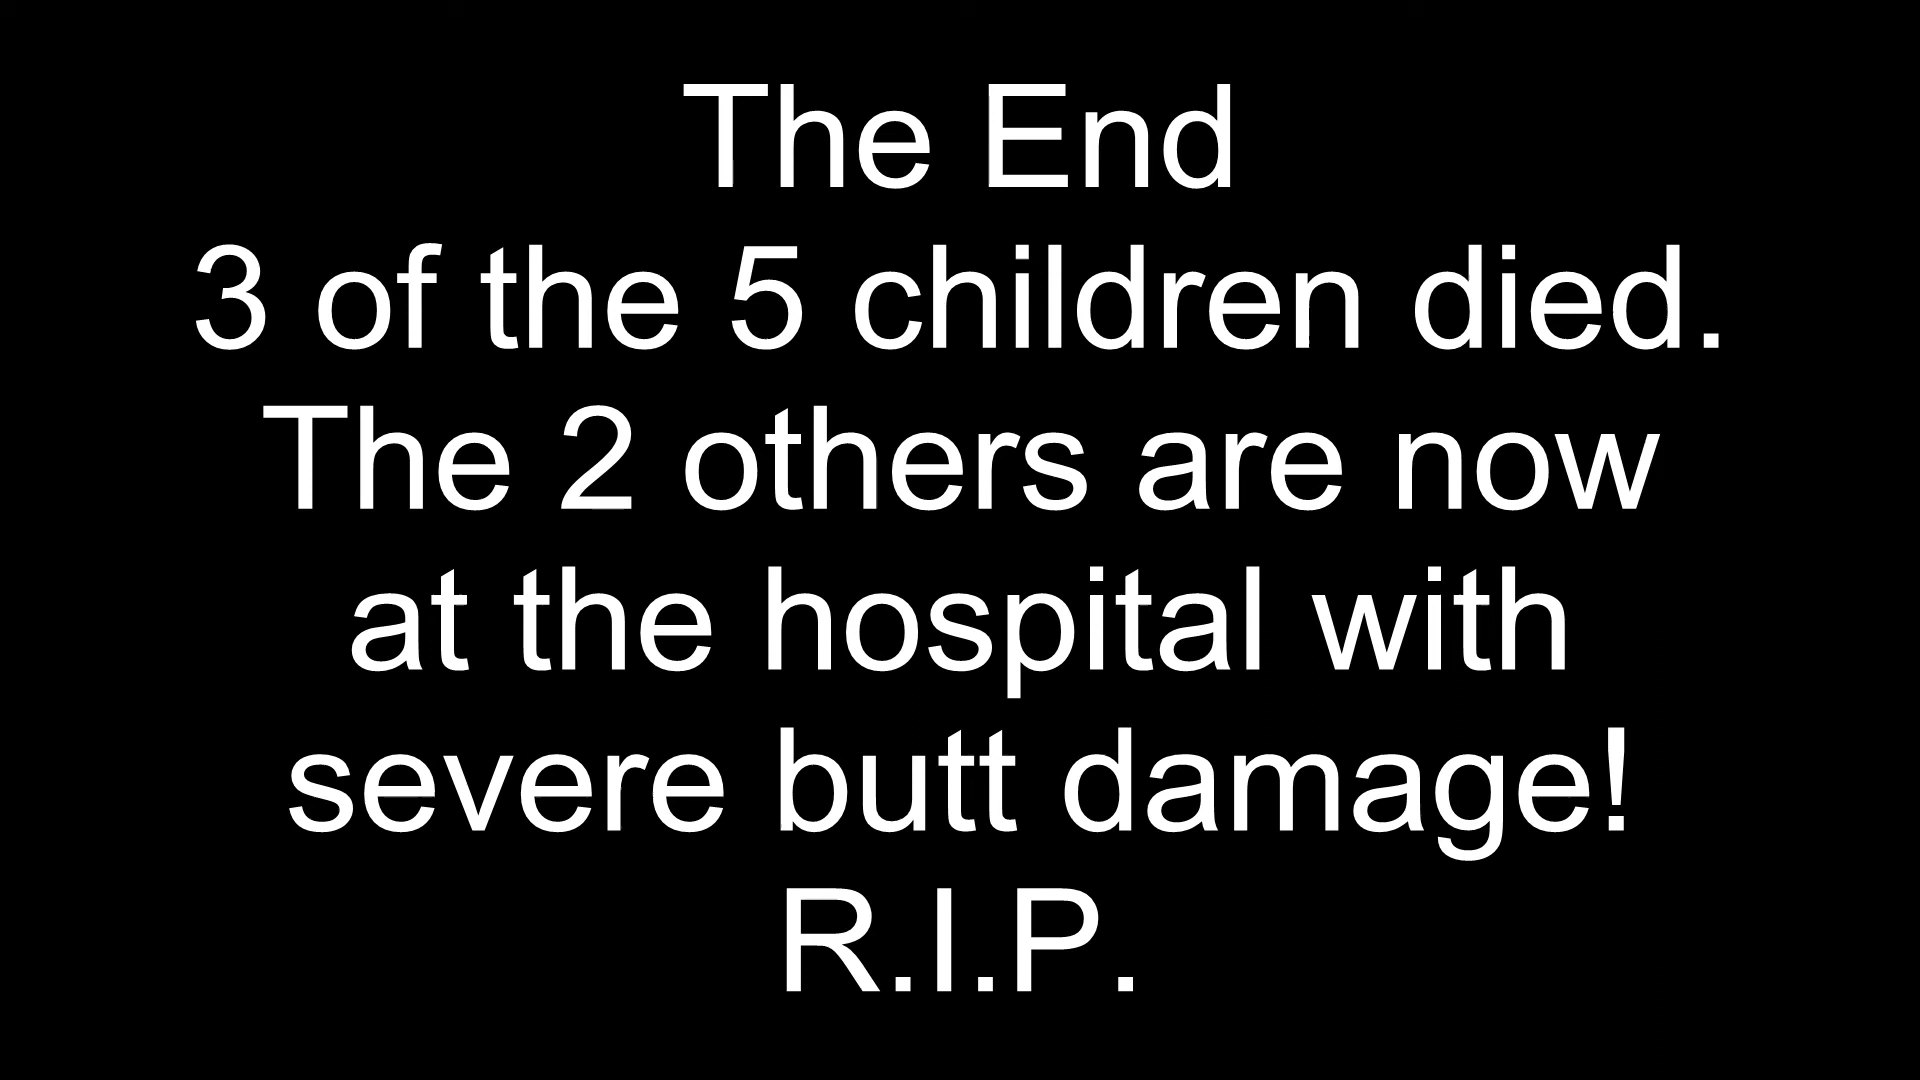 The End
3 of the 5 children died.
The 2 others are now
at the hospital with
severe butt damage!
R.I.P.